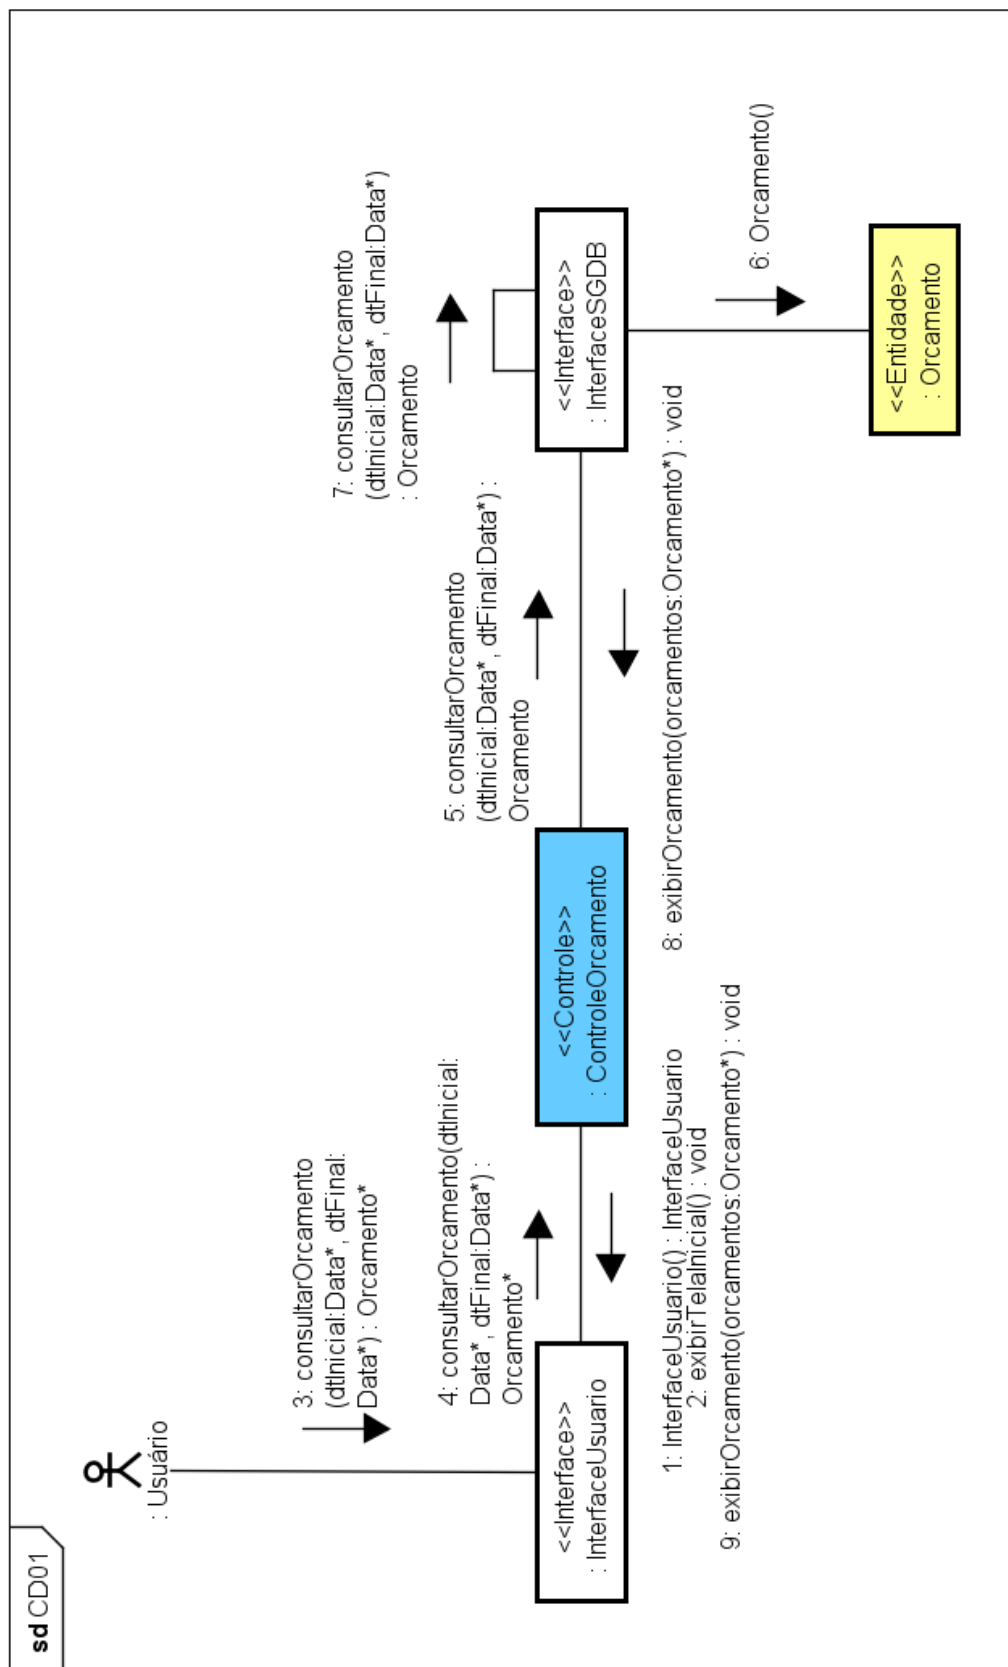 sd CD01
: Usuário
3: consultarOrcamento
(dtInicial:Data*, dtFinal:
Data*) : Orcamento*
4: consultarOrcamento(dtInicial:
Data*, dtFinal:Data*) :
Orcamento*
<<Interface>>
: InterfaceUsuario
1: InterfaceUsuario() : InterfaceUsuario
2: exibirTelaInicial() : void
9: exibirOrcamento(orcamentos:Orcamento*) : void
<<Controle>>
: ControleOrcamento
5: consultarOrcamento
(dtInicial:Data*, dtFinal:Data*) :
Orcamento
8: exibirOrcamento(orcamentos:Orcamento*) : void
7: consultarOrcamento
(dtInicial:Data*, dtFinal:Data*)
: Orcamento
<<Interface>>
: InterfaceSGDB
6: Orcamento()
<<Entidade>>
: Orcamento